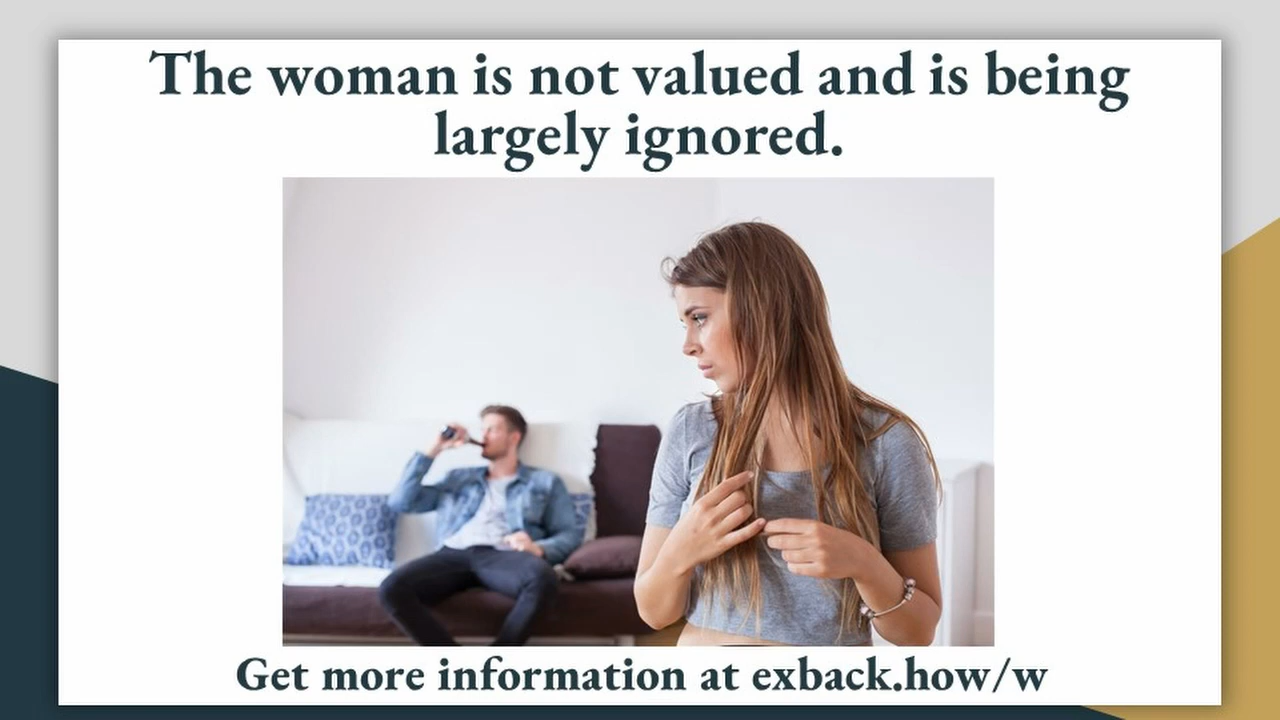 The woman is not valued and is being
largely ignored.
Get more information at exback.how/w